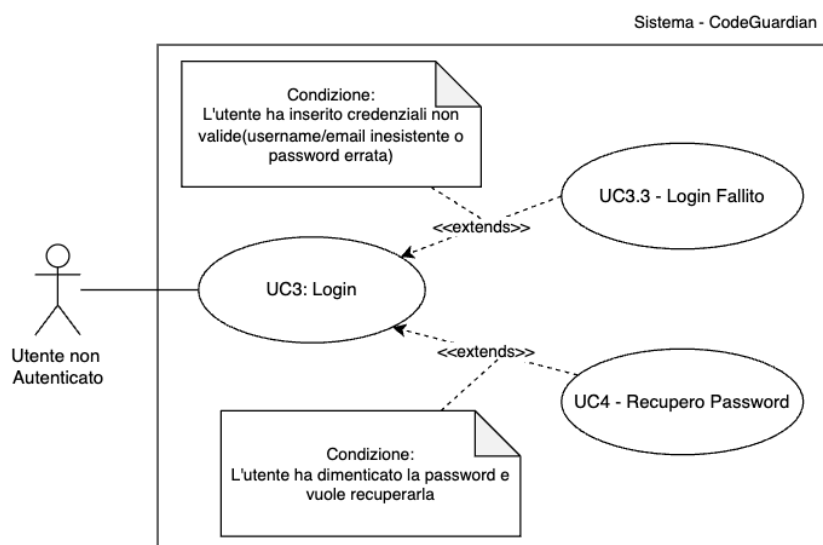 Sistema - CodeGuardian
Condizione:
L'utente ha inserito credenziali non
valide(username/email inesistente o
password errata)
UC3.3 - Login Fallito
<<extends>>
UC3: Login
Utente non
Autenticato
<<extends>>
UC4 - Recupero Password
Condizione:
L'utente ha dimenticato la password e
vuole recuperarla